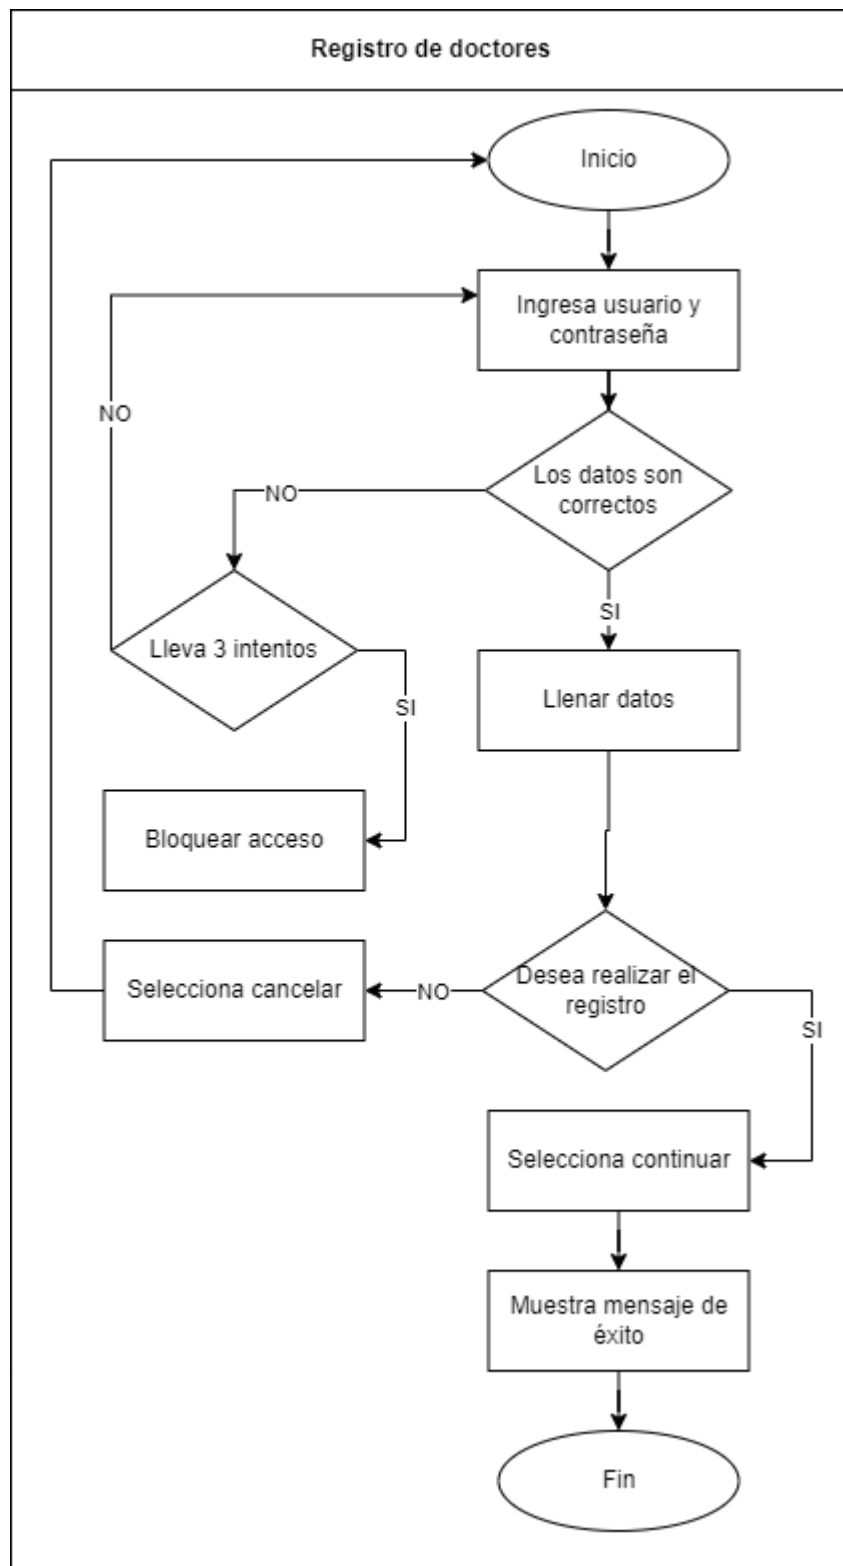 Registro de doctores
Inicio
Ingresa usuario y
contraseña
NO
Los datos son
correctos
NO
SI
Lleva 3 intentos
Llenar datos
SI
Bloquear acceso
Desea realizar el
registro
Selecciona cancelar
NO
SI
Selecciona continuar
Muestra mensaje de
éxito
Fin